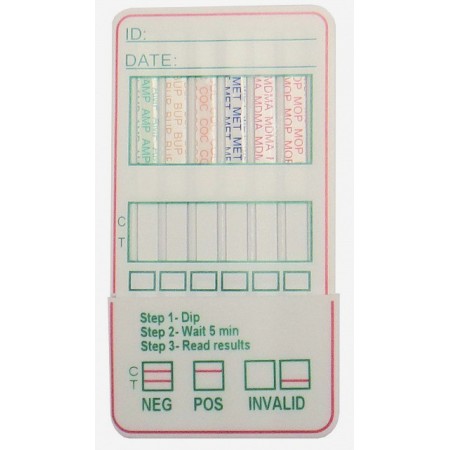 ID:
DATE:
AMP AMP AMP
BUP BUP BUP
COC COC COC
MET MET MET
MDMA MDMA
MOP MOP MOP
C
T
Step 1- Dip
Step 2- Wait 5 min
Step 3- Read results
C
T
NEG POS INVALID